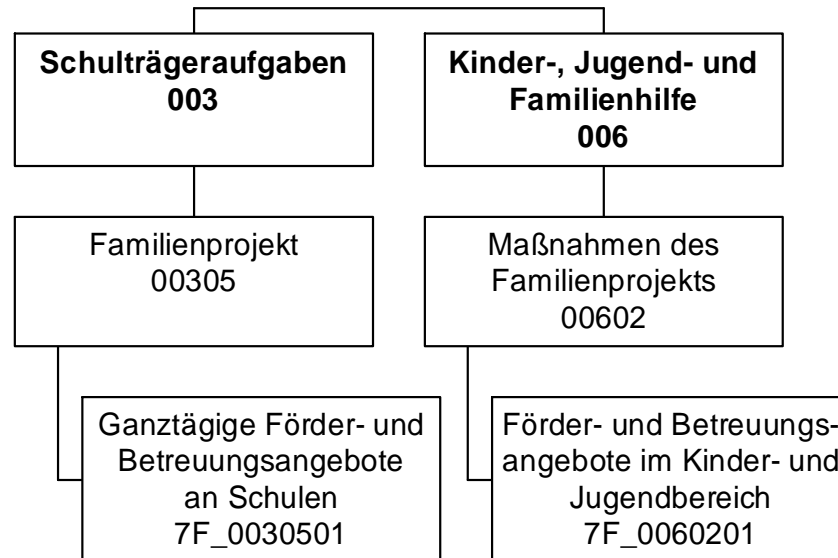 Schulträgeraufgaben
003
Kinder-, Jugend- und
Familienhilfe
006
Familienprojekt
00305
Maßnahmen des
Familienprojekts
00602
Ganztägige Förder- und
Betreuungsangebote
an Schulen
7F_0030501
Förder- und Betreuungs-
angebote im Kinder- und
Jugendbereich
7F_0060201